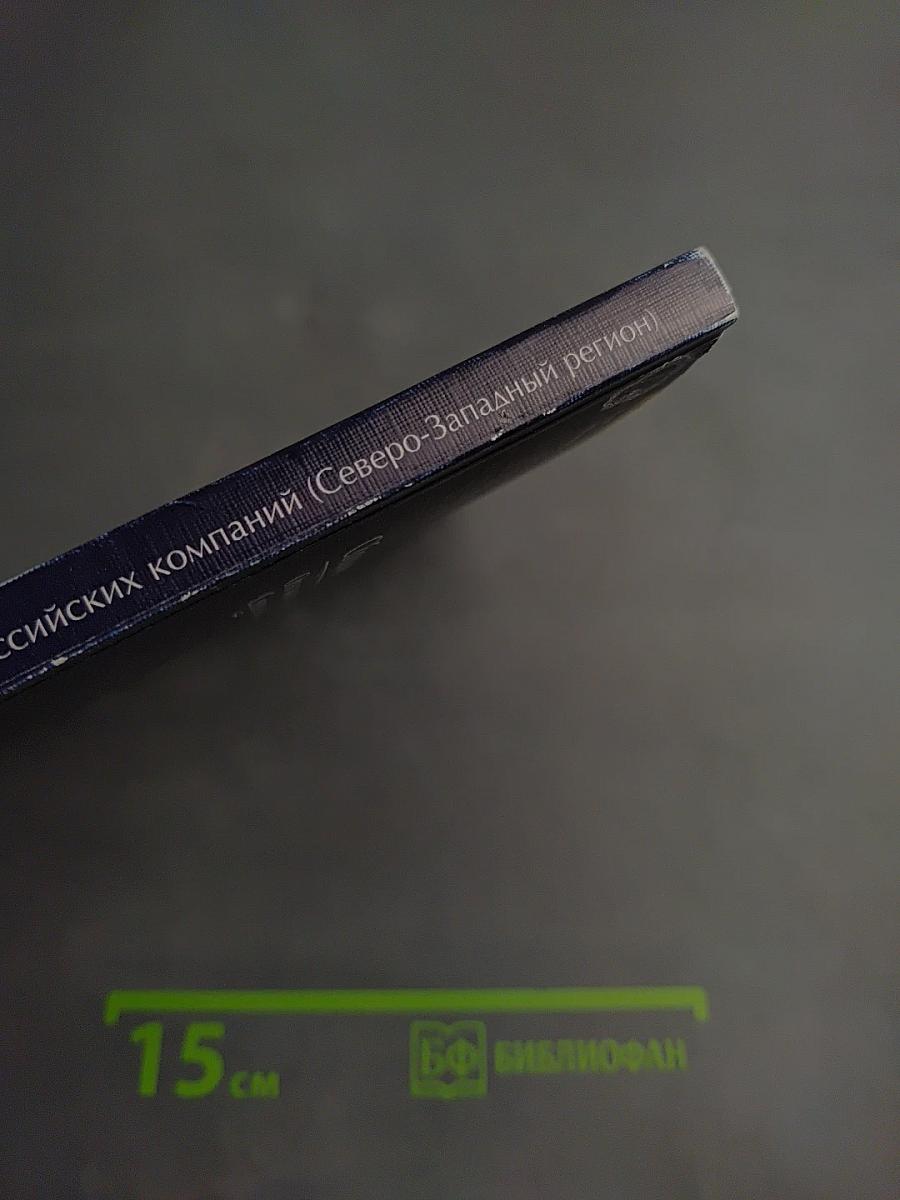 ссийских компаний (Северо-Западный регион)
15 см
БФ БИБЛИОФАН